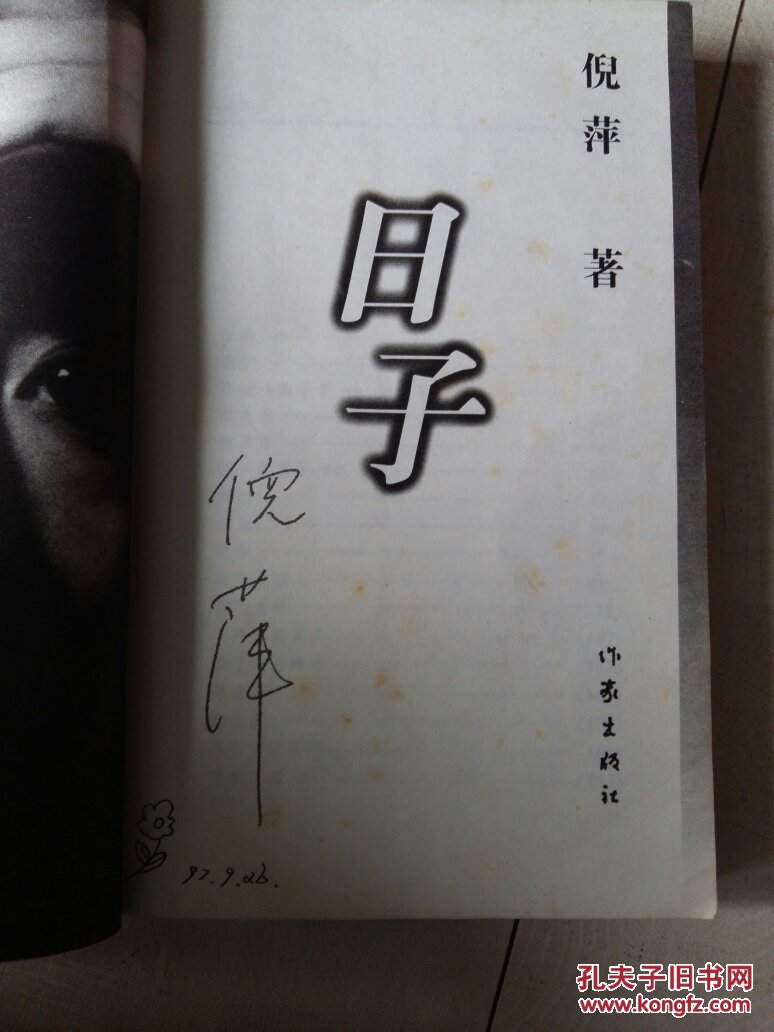 倪萍 著
日子
倪萍
97.9.26.
作家出版社
孔夫子旧书网
www.kongfz.com